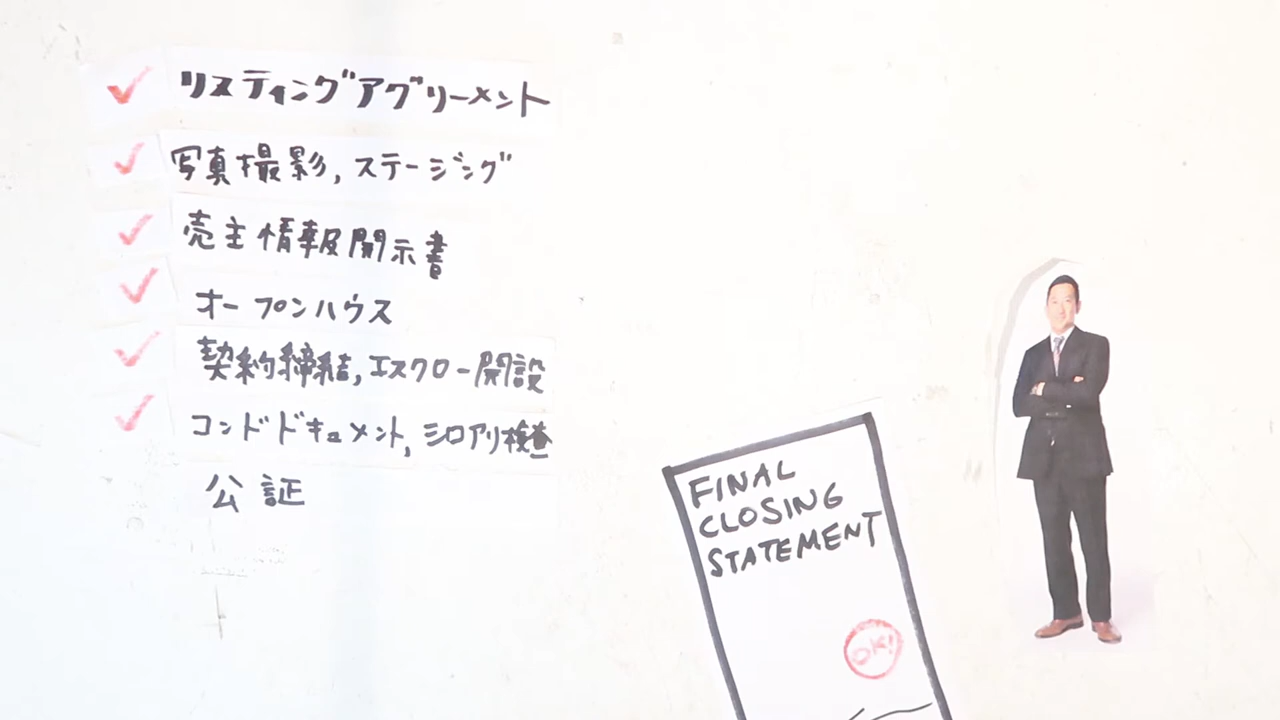 リスティングアグリーメント
写真撮影,ステージング
売主情報開示書
オープンハウス
契約締結,エスクロー開設
コンドドキュメント,シロアリ検査
公証
FINAL
CLOSING
STATEMENT
OK!